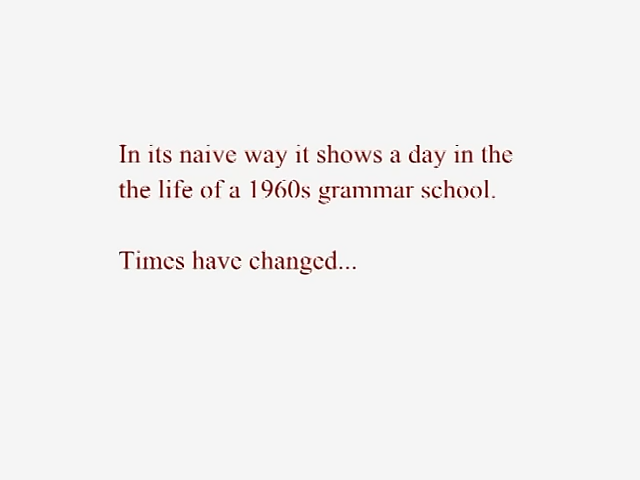 In its naive way it shows a day in the
the life of a 1960s grammar school.
Times have changed...